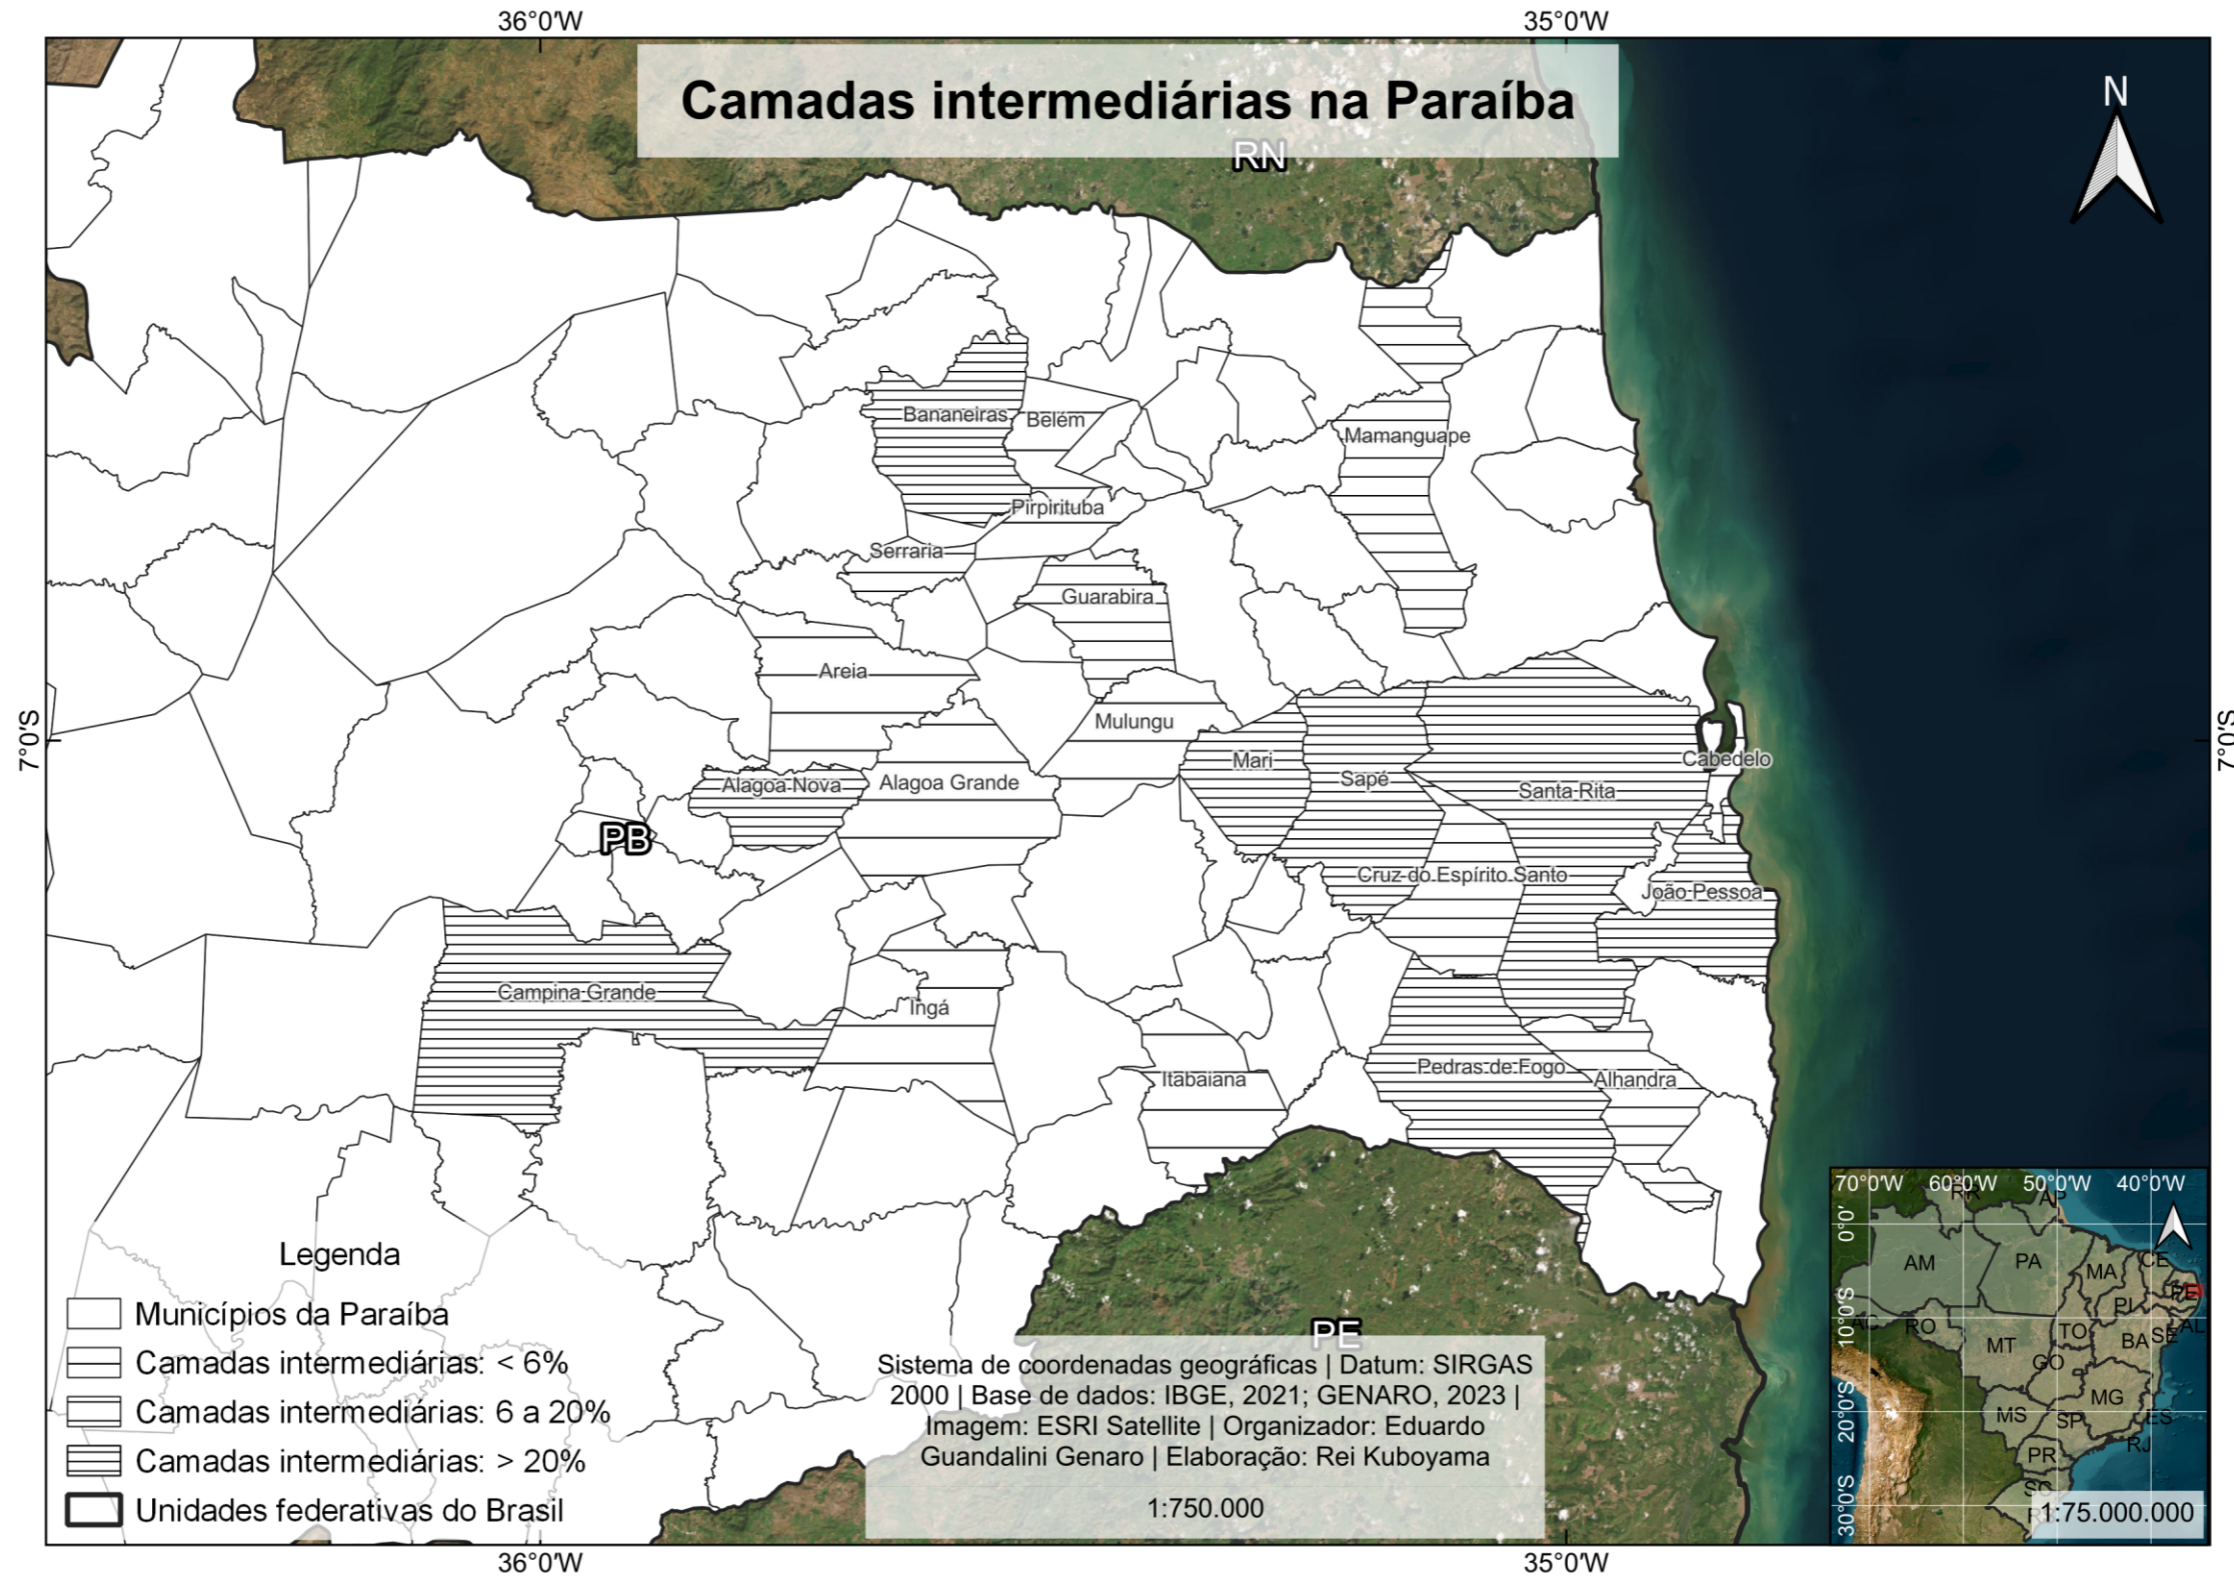 36°0'W
35°0'W
Camadas intermediárias na Paraíba
N
RN
Bananeiras
Belém
Mamanguape
Pirpirituba
Serraria
Guarabira
Areia
7°0'S
7°0'S
Mulungu
Mari
Cabedelo
Alagoa Nova
Alagoa Grande
Sapé
Santa Rita
PB
Cruz do Espírito Santo
João Pessoa
Campina Grande
Ingá
Pedras de Fogo
Itabaiana
Alhandra
Legenda
Municípios da Paraíba
Camadas intermediárias: < 6%
Camadas intermediárias: 6 a 20%
Camadas intermediárias: > 20%
Unidades federativas do Brasil
PE
Sistema de coordenadas geográficas | Datum: SIRGAS
2000 | Base de dados: IBGE, 2021; GENARO, 2023 |
Imagem: ESRI Satellite | Organizador: Eduardo
Guandalini Genaro | Elaboração: Rei Kuboyama
1:750.000
70°0'W 60°0'W 50°0'W 40°0'W
RR
AP
0°0'
AM
PA
MA
CE
PE
PI
10°0'S
AC
RO
TO
AL
MT
BA
SE
GO
20°0'S
MG
MS
SP
ES
RJ
PR
30°0'S
SC
1:75.000.000
36°0'W
35°0'W